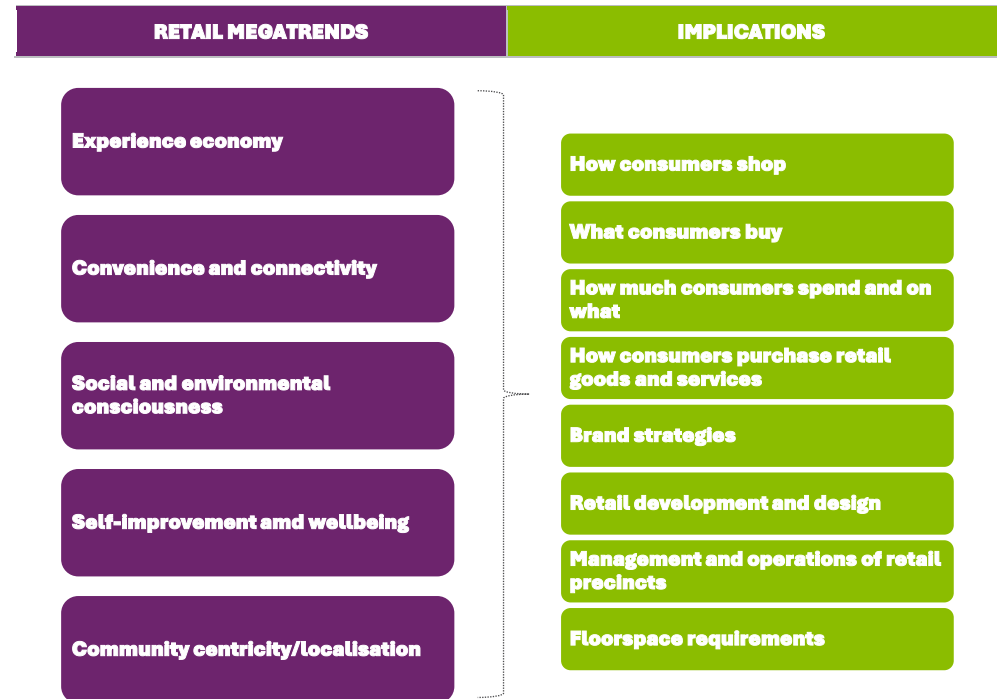 RETAIL MEGATRENDS
IMPLICATIONS
Experience economy
Convenience and connectivity
Social and environmental
consciousness
Self-improvement amd wellbeing
Community centricity/localisation
How consumers shop
What consumers buy
How much consumers spend and on
what
How consumers purchase retail
goods and services
Brand strategies
Retail development and design
Management and operations of retail
precincts
Floorspace requirements